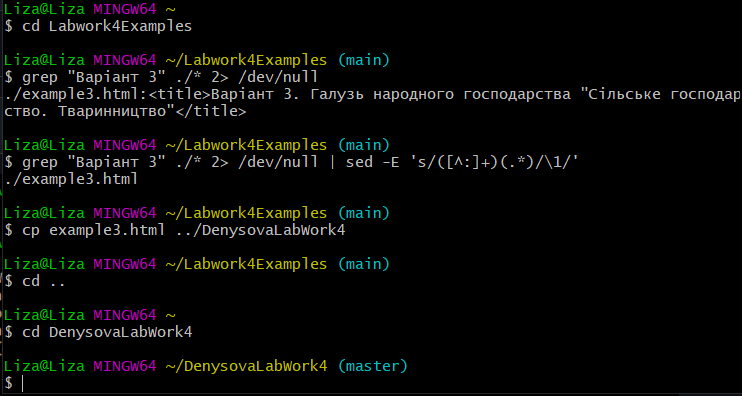 Liza@Liza MINGW64 ~
$ cd Labwork4Examples
Liza@Liza MINGW64 ~/Labwork4Examples (main)
$ grep "Варіант 3" ./* 2> /dev/null
./example3.html:<title>Варіант 3. Галузь народного господарства "Сільське господар
ство. Тваринництво"</title>
Liza@Liza MINGW64 ~/Labwork4Examples (main)
$ grep "Варіант 3" ./* 2> /dev/null | sed -E 's/([^:]+)(.*)/\1/'
./example3.html
Liza@Liza MINGW64 ~/Labwork4Examples (main)
$ cp example3.html ../DenysovaLabWork4
Liza@Liza MINGW64 ~/Labwork4Examples (main)
$ cd ..
Liza@Liza MINGW64 ~
$ cd DenysovaLabWork4
Liza@Liza MINGW64 ~/DenysovaLabWork4 (master)
$